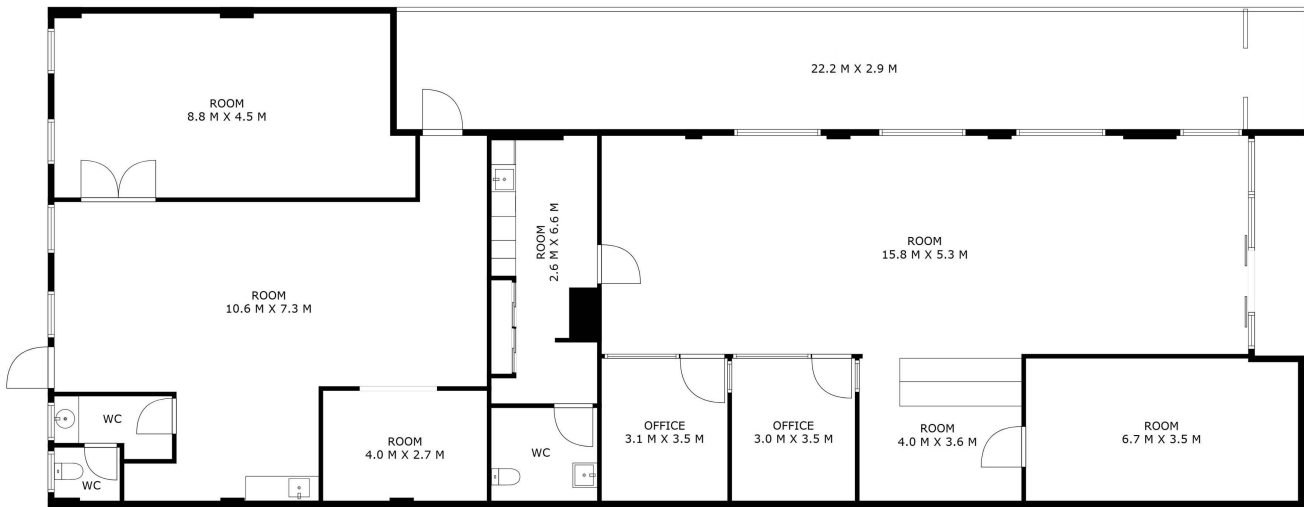 22.2 M X 2.9 M
ROOM
8.8 M X 4.5 M
ROOM
2.6 M X 6.6 M
ROOM
15.8 M X 5.3 M
ROOM
10.6 M X 7.3 M
WC
WC
ROOM
4.0 M X 2.7 M
WC
OFFICE
3.1 M X 3.5 M
OFFICE
3.0 M X 3.5 M
ROOM
4.0 M X 3.6 M
ROOM
6.7 M X 3.5 M